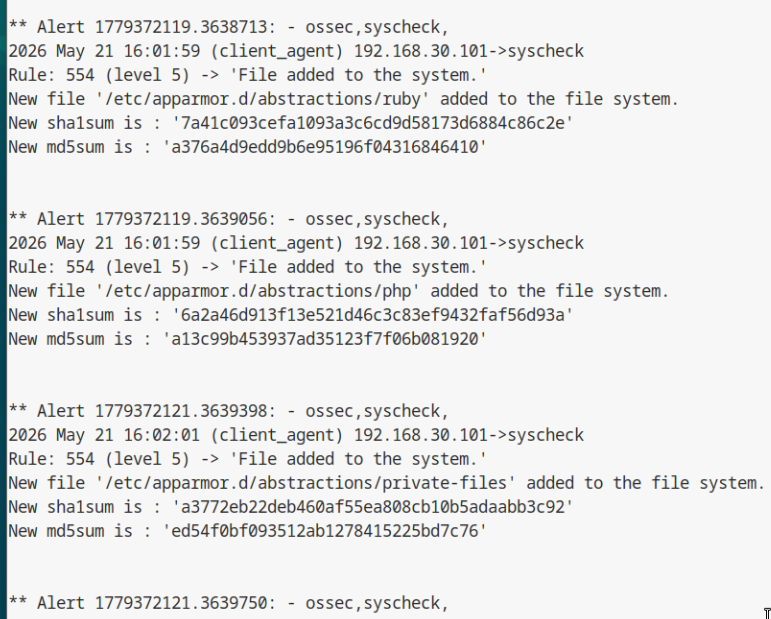 ** Alert 1779372119.3638713: - ossec,syscheck,
2026 May 21 16:01:59 (client_agent) 192.168.30.101->syscheck
Rule: 554 (level 5) -> 'File added to the system.'
New file '/etc/apparmor.d/abstractions/ruby' added to the file system.
New sha1sum is : '7a41c093cefa1093a3c6cd9d58173d6884c86c2e'
New md5sum is : 'a376a4d9edd9b6e95196f04316846410'
** Alert 1779372119.3639056: - ossec,syscheck,
2026 May 21 16:01:59 (client_agent) 192.168.30.101->syscheck
Rule: 554 (level 5) -> 'File added to the system.'
New file '/etc/apparmor.d/abstractions/php' added to the file system.
New sha1sum is : '6a2a46d913f13e521d46c3c83ef9432faf56d93a'
New md5sum is : 'a13c99b453937ad35123f7f06b081920'
** Alert 1779372121.3639398: - ossec,syscheck,
2026 May 21 16:02:01 (client_agent) 192.168.30.101->syscheck
Rule: 554 (level 5) -> 'File added to the system.'
New file '/etc/apparmor.d/abstractions/private-files' added to the file system.
New sha1sum is : 'a3772eb22deb460af55ea808cb10b5adaabb3c92'
New md5sum is : 'ed54f0bf093512ab1278415225bd7c76'
** Alert 1779372121.3639750: - ossec,syscheck,